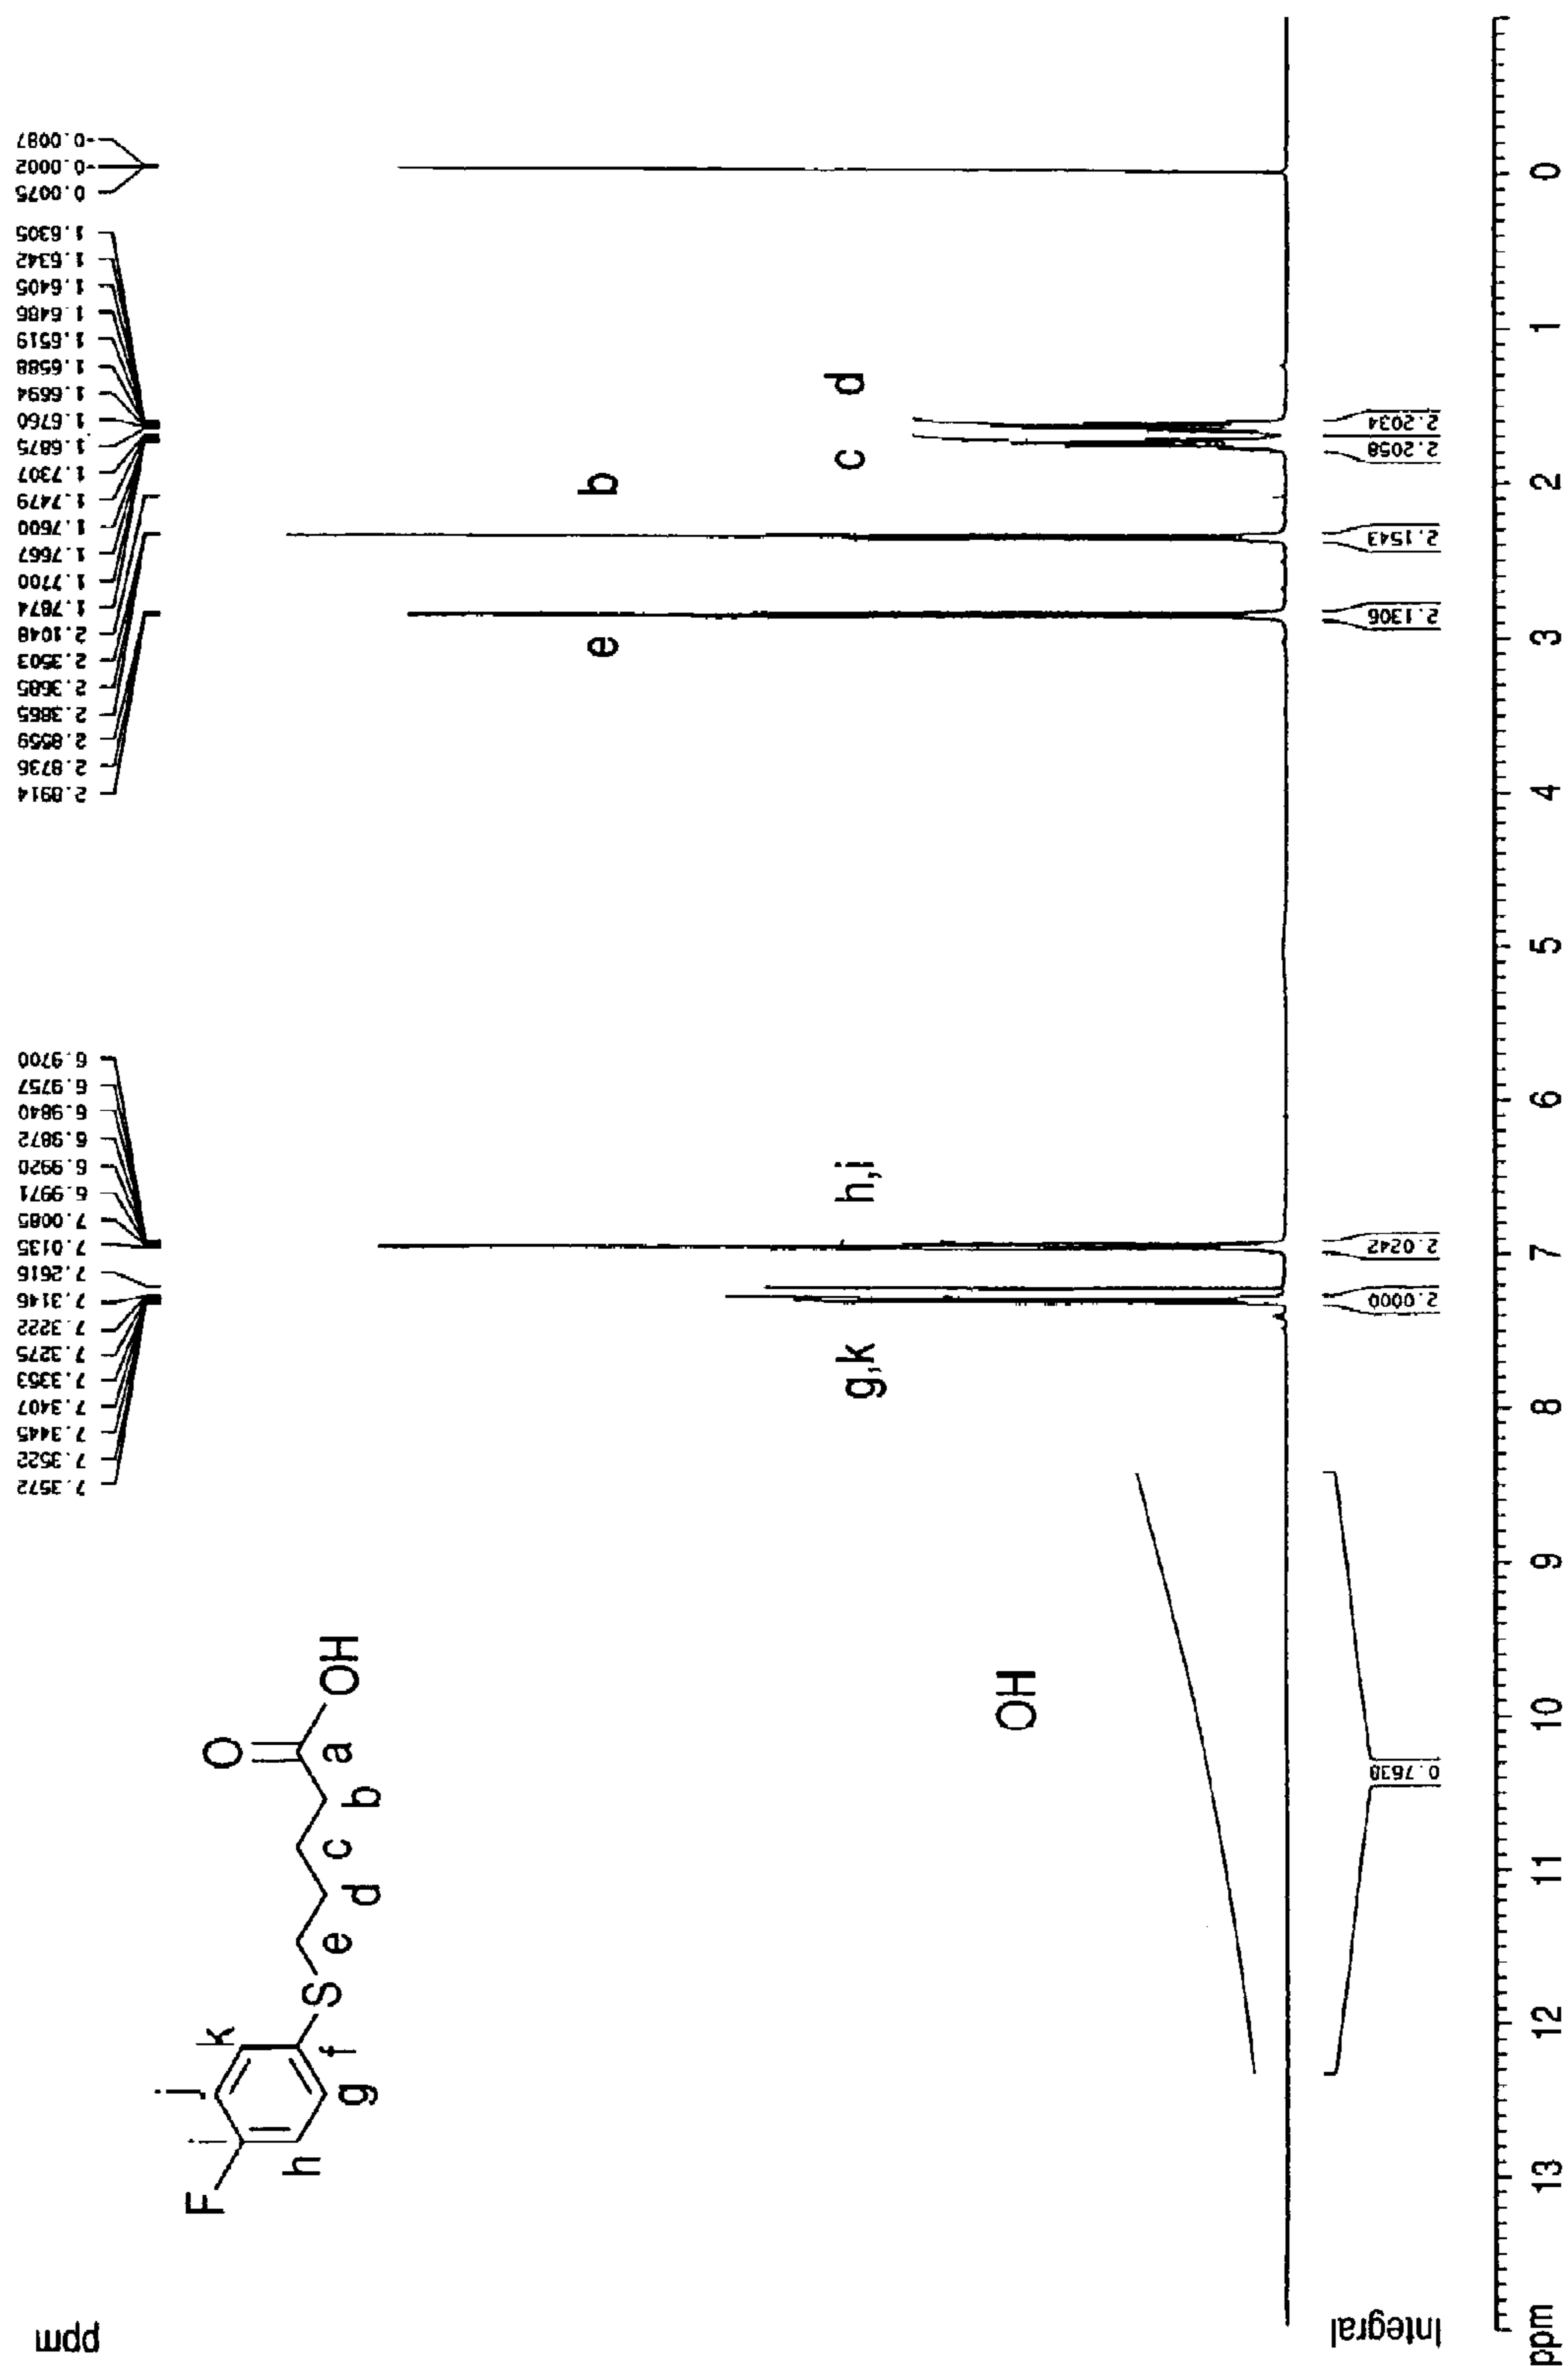 ppm
7.3572
7.3522
7.3445
7.3407
7.3353
7.3275
7.3222
7.3146
7.2616
7.0135
7.0085
6.9971
6.9920
6.9872
6.9840
6.9757
6.9700
2.8914
2.8736
2.8559
2.3865
2.3685
2.3503
2.1048
1.7874
1.7700
1.7667
1.7600
1.7479
1.7307
1.6875
1.6760
1.6694
1.6588
1.6519
1.6486
1.6405
1.6342
1.6305
0.0075
-0.0002
-0.0087
F
i
j
k
h
g
f
S
e
d
c
b
a
O
OH
OH
g,k
h,i
e
b
c
d
Integral
0.7638
2.0000
2.0242
2.1306
2.1543
2.2058
2.2034
ppm
13
12
11
10
9
8
7
6
5
4
3
2
1
0